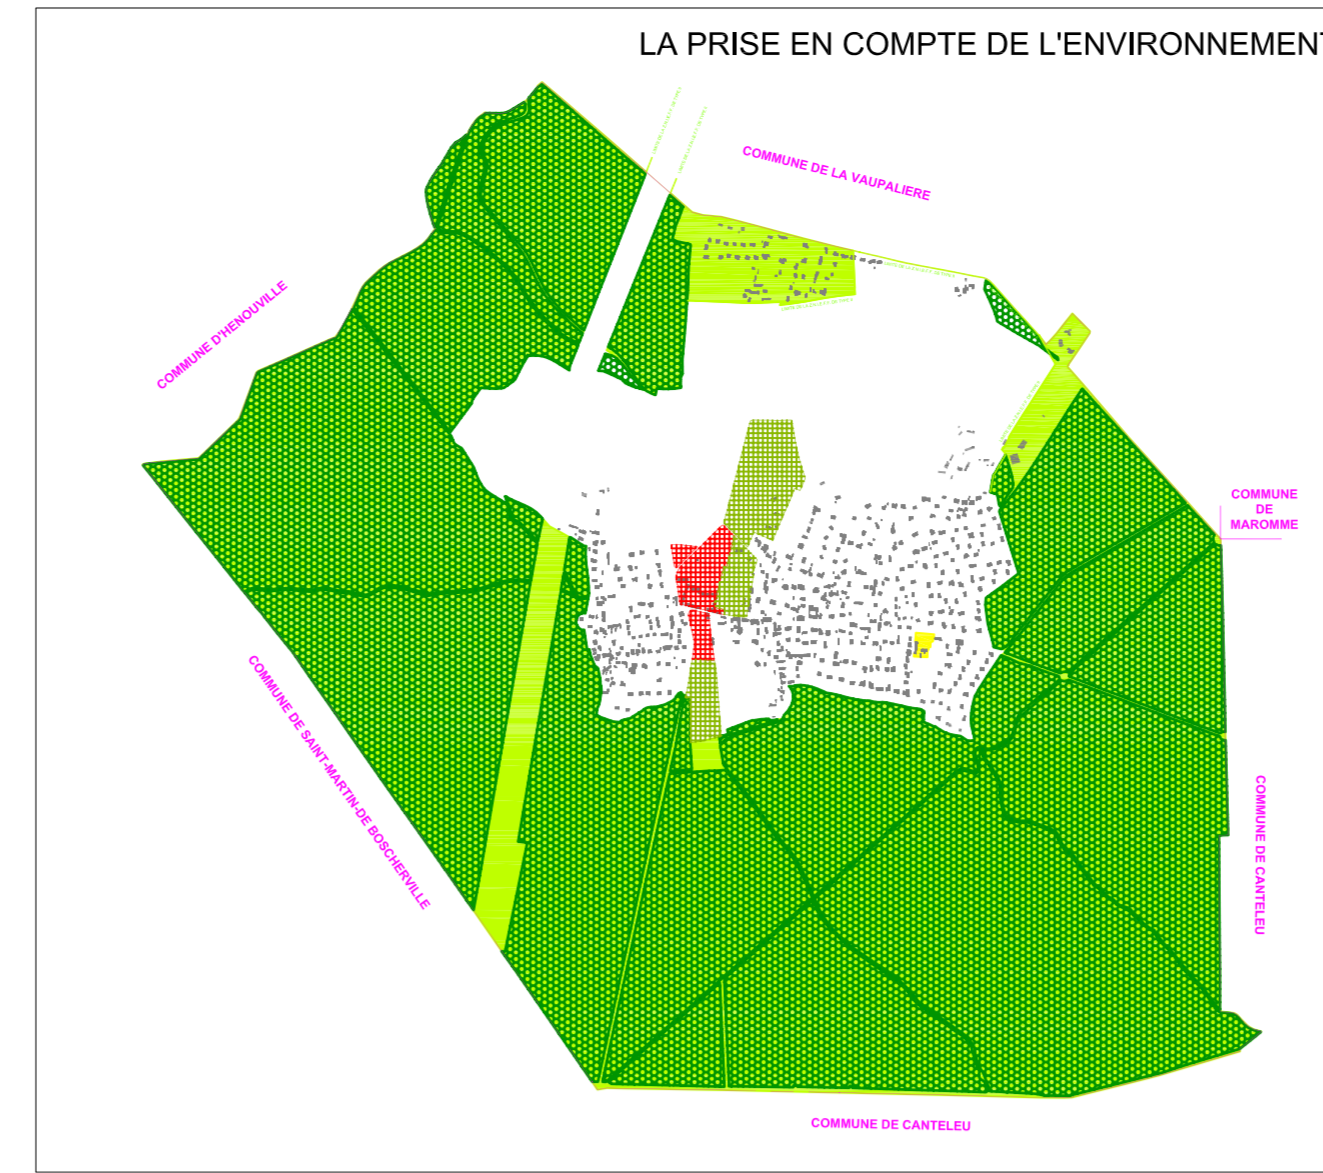 LA PRISE EN COMPTE DE L'ENVIRONNEMENT
COMMUNE DE LA VAUPALIERE
COMMUNE D'HENOUVILLE
COMMUNE
DE
MAROMME
COMMUNE DE SAINT-MARTIN-DE BOSCHERVILLE
COMMUNE DE CANTELEU
COMMUNE DE CANTELEU